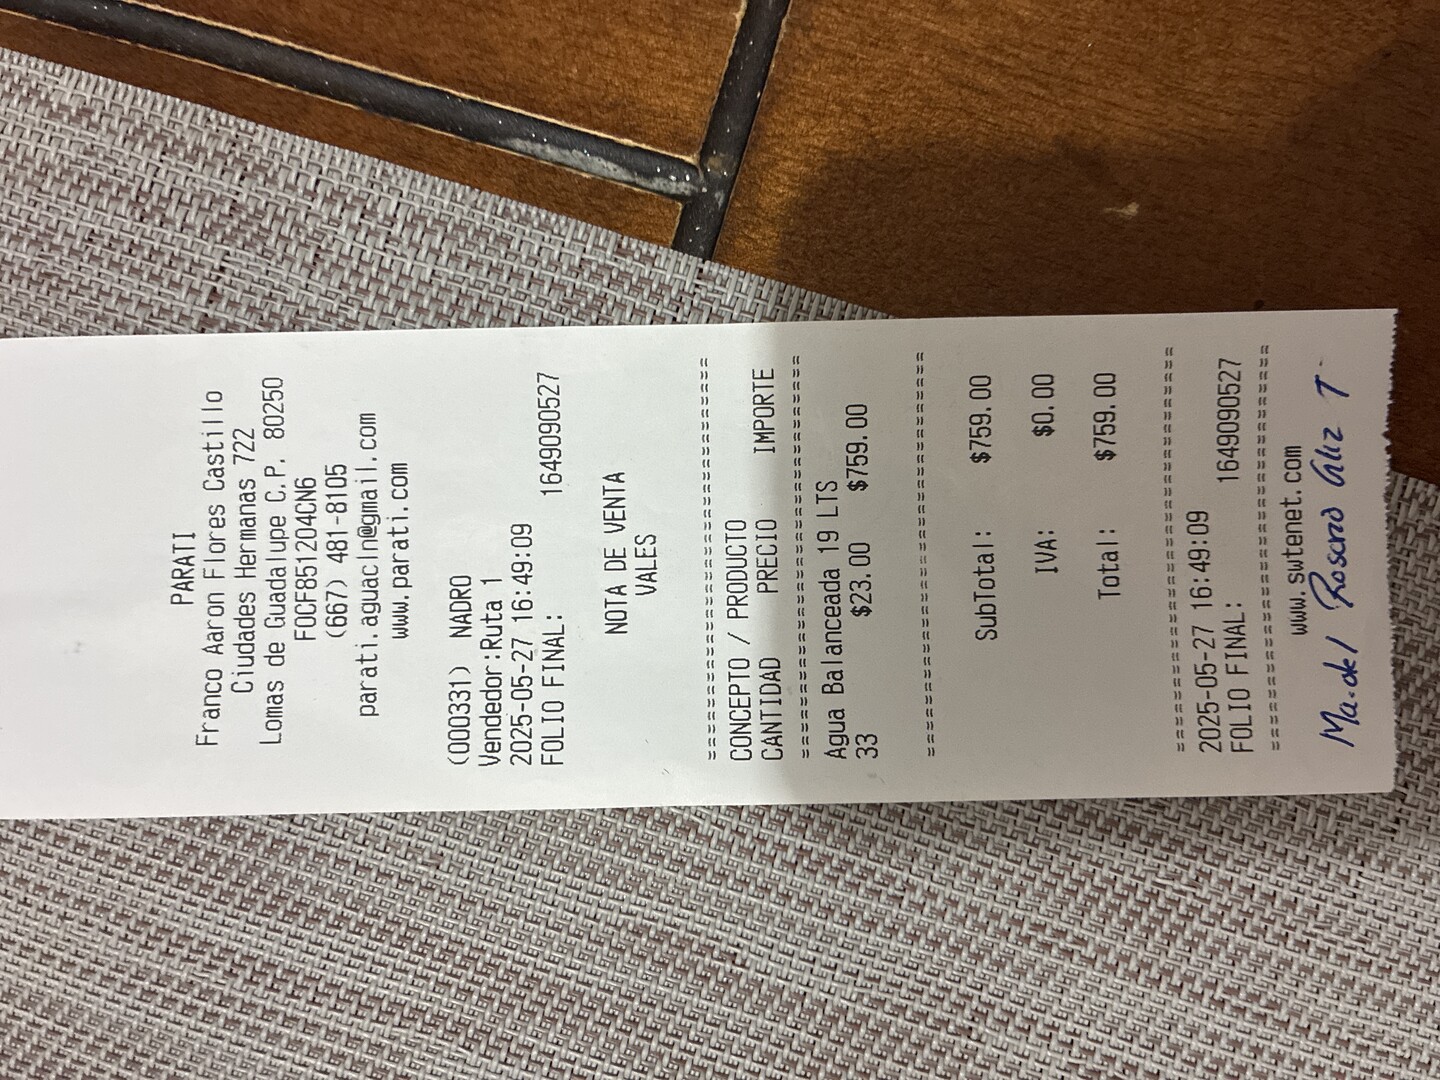 PARATI
Franco Aaron Flores Castillo
Ciudades Hermanas 722
Lomas de Guadalupe C.P. 80250
FOCF851204CN6
(667) 481-8105
parati.aguacln@gmail.com
www.parati.com
(000331) NADRO
Vendedor:Ruta 1
2025-05-27 16:49:09
FOLIO FINAL: 1649090527
NOTA DE VENTA
VALES
================================
CONCEPTO / PRODUCTO
CANTIDAD PRECIO IMPORTE
================================
Agua Balanceada 19 LTS
33 $23.00 $759.00
================================
SubTotal: $759.00
IVA: $0.00
Total: $759.00
================================
2025-05-27 16:49:09
FOLIO FINAL: 1649090527
================================
www.swtenet.com
Ma. del Rosario